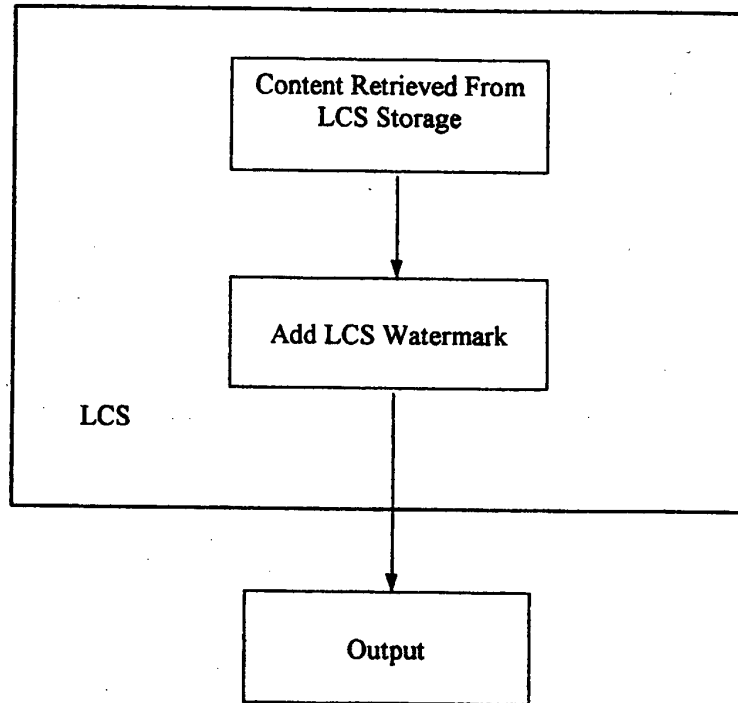 Content Retrieved From
LCS Storage
Add LCS Watermark
LCS
Output